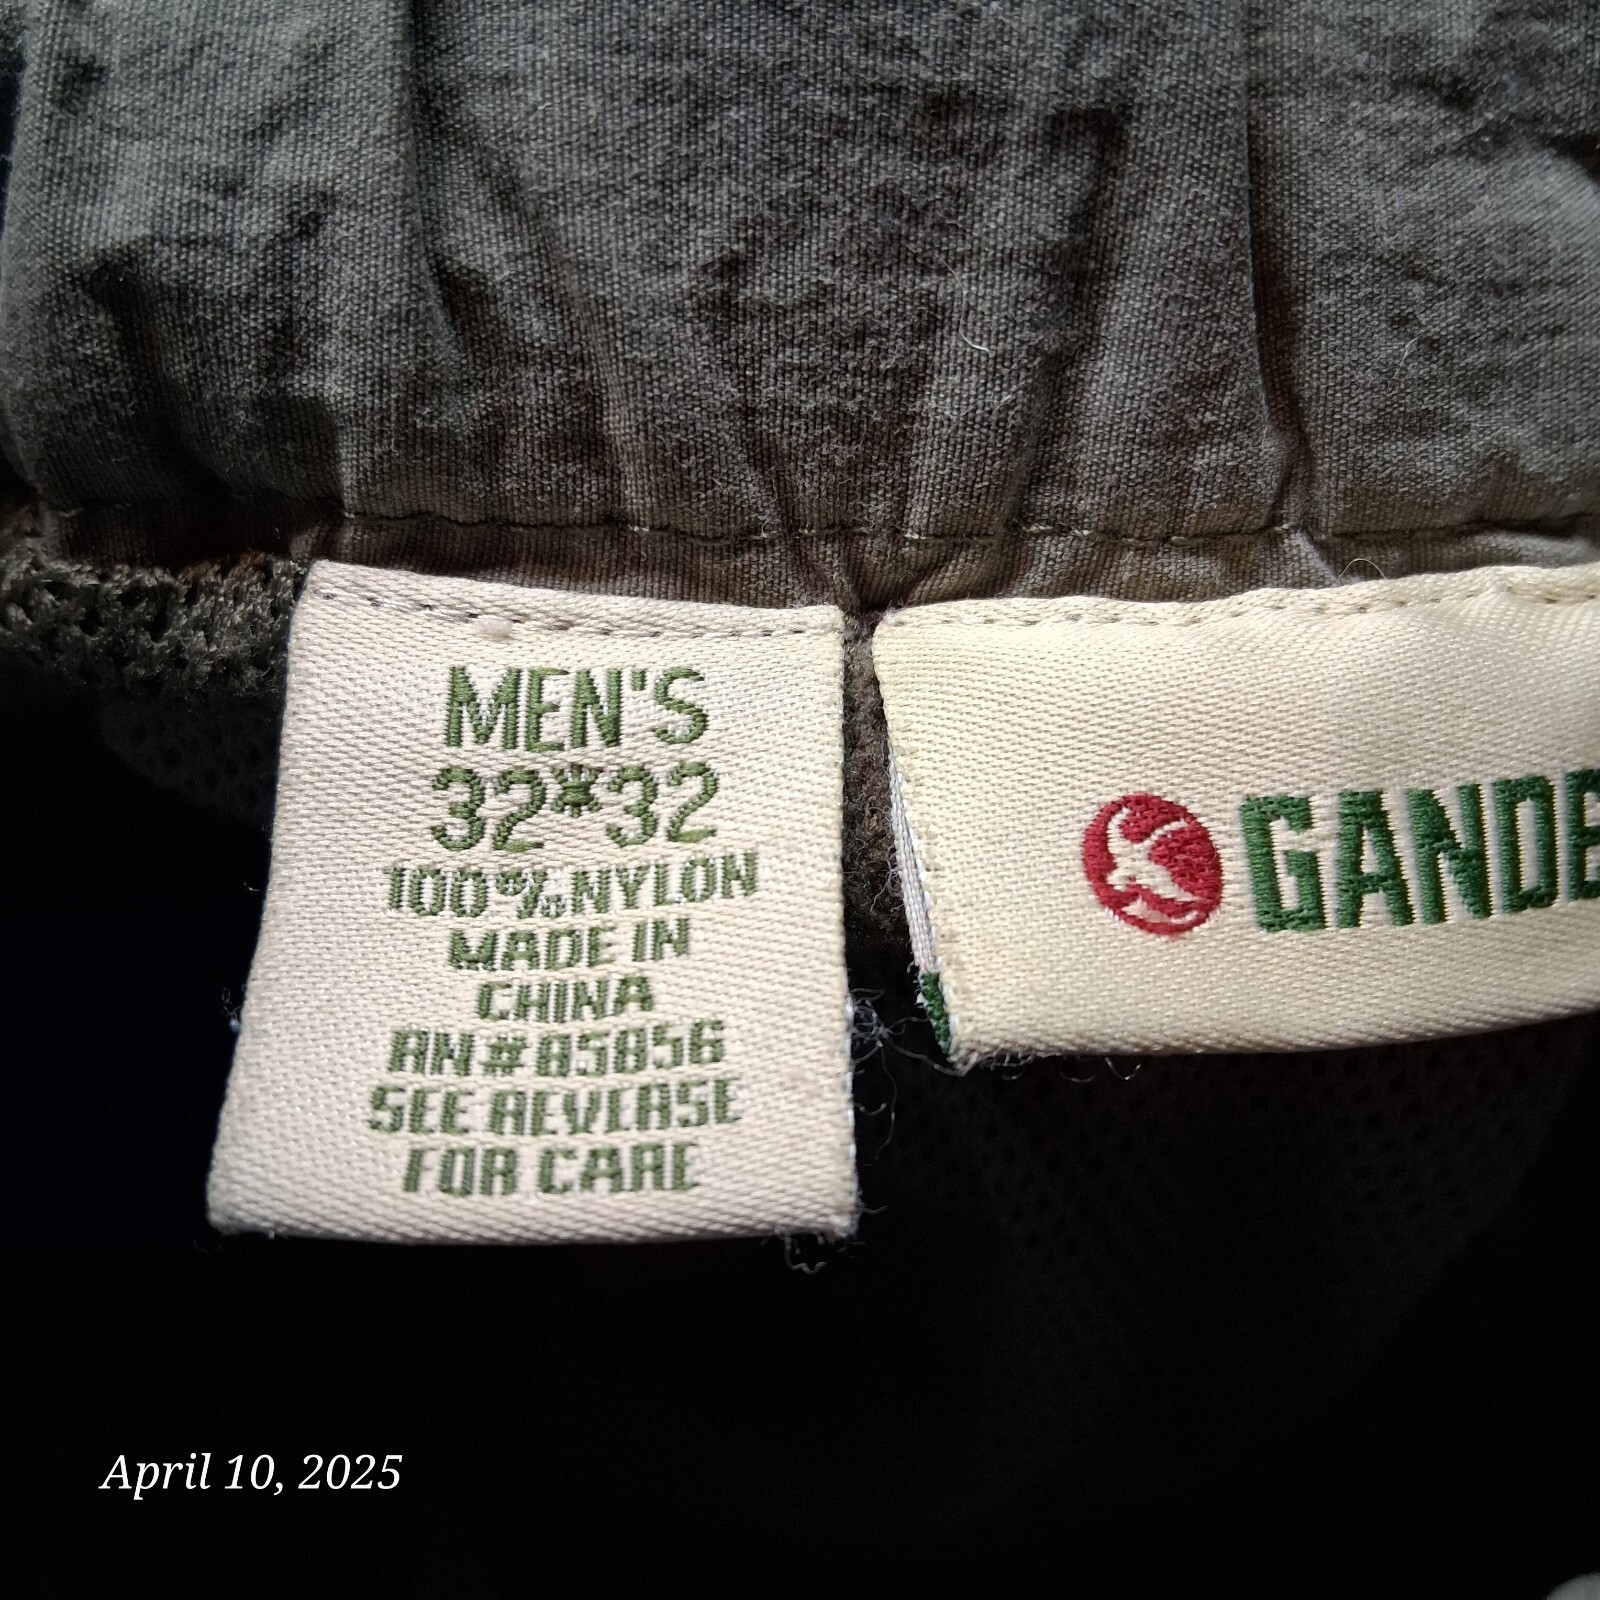 MEN'S
32*32
100% NYLON
MADE IN
CHINA
RN# 85856
SEE REVERSE
FOR CARE
GANDE
April 10, 2025